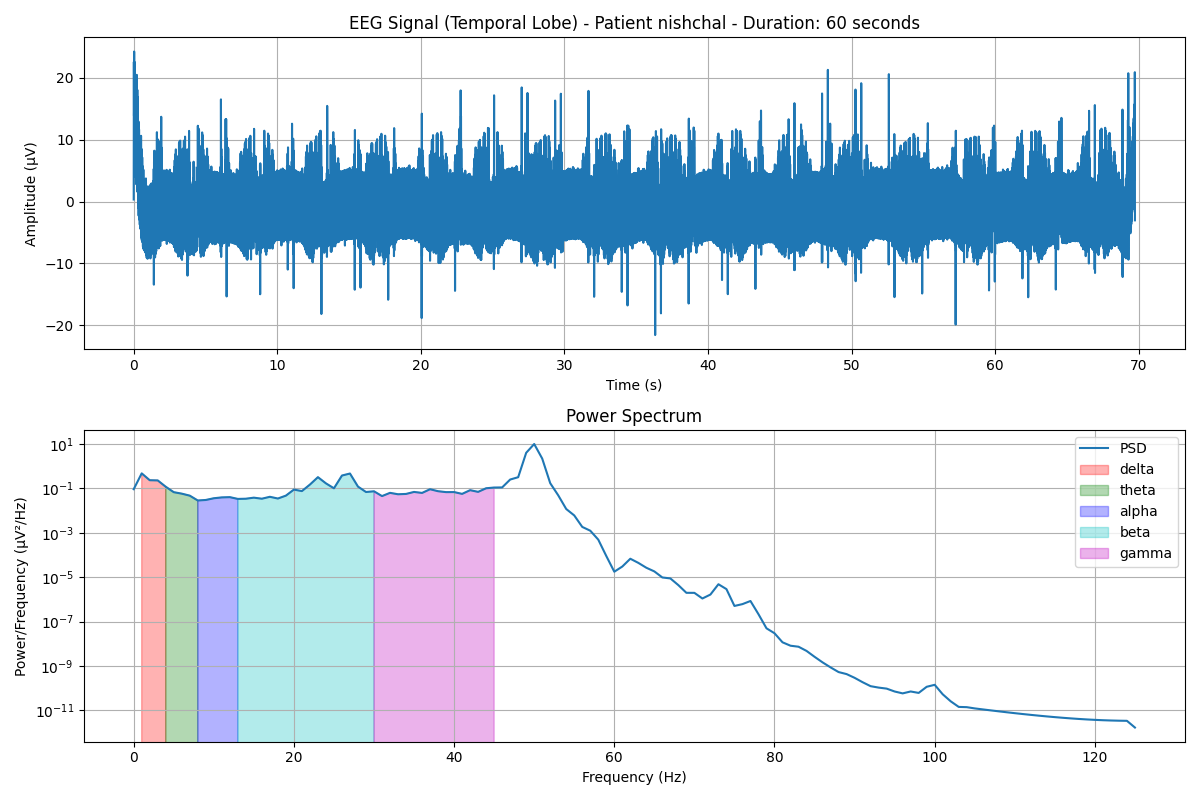 EEG Signal (Temporal Lobe) - Patient nishchal - Duration: 60 seconds
Amplitude (µV)
20
10
0
−10
−20
0 10 20 30 40 50 60 70
Time (s)
Power Spectrum
Power/Frequency (µV²/Hz)
10¹
10⁻¹
10⁻³
10⁻⁵
10⁻⁷
10⁻⁹
10⁻¹¹
PSD
delta
theta
alpha
beta
gamma
0 20 40 60 80 100 120
Frequency (Hz)